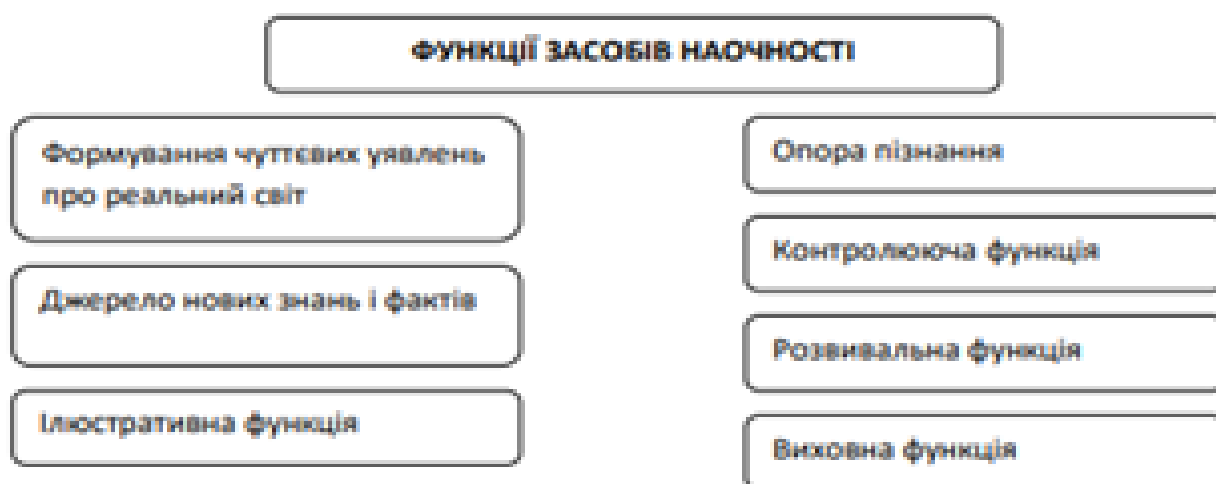 ФУНКЦІЇ ЗАСОБІВ НАОЧНОСТІ
Формування чуттєвих уявлень
про реальний світ
Джерело нових знань і фактів
Ілюстративна функція
Опора пізнання
Контролююча функція
Розвивальна функція
Виховна функція